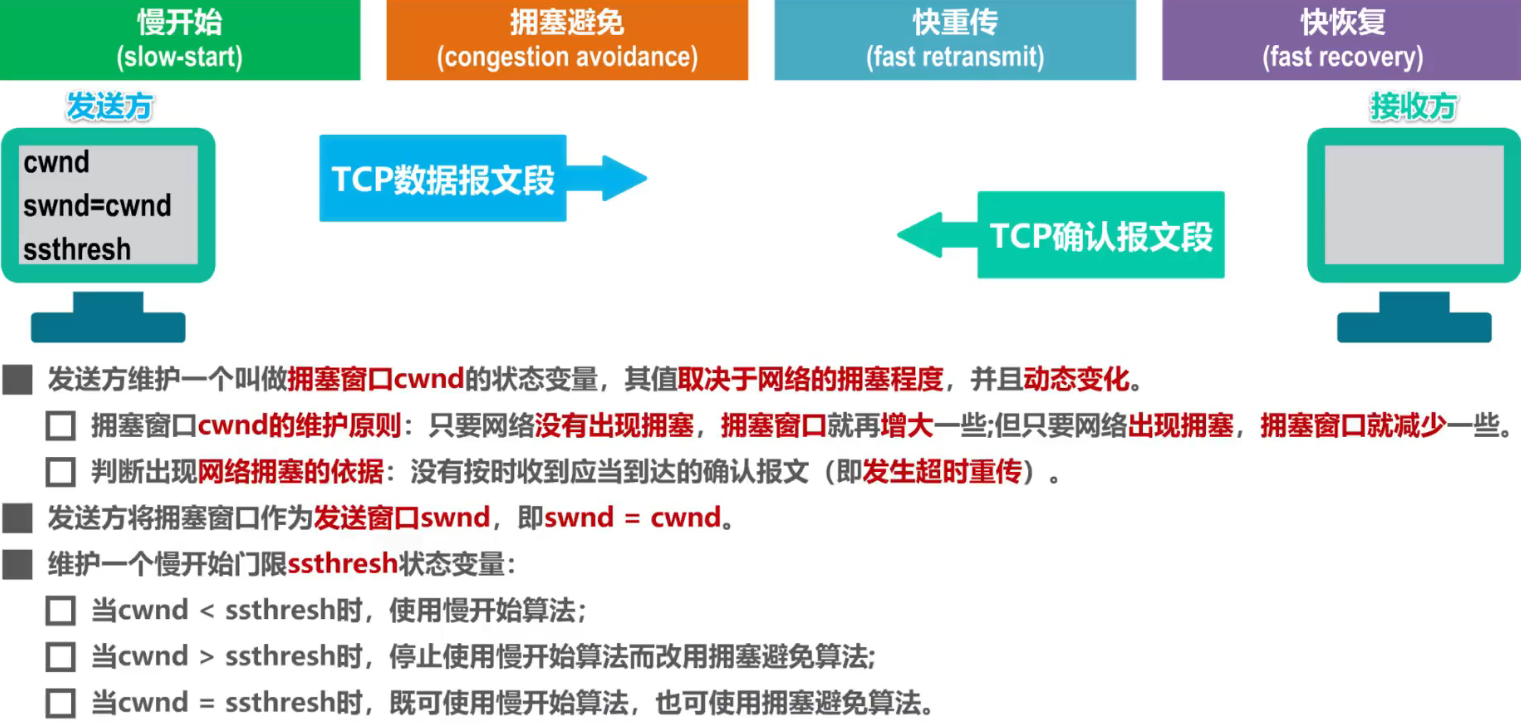 慢开始
(slow-start)
拥塞避免
(congestion avoidance)
快重传
(fast retransmit)
快恢复
(fast recovery)
发送方
接收方
cwnd
swnd=cwnd
ssthresh
TCP数据报文段
TCP确认报文段
发送方维护一个叫做拥塞窗口cwnd的状态变量，其值取决于网络的拥塞程度，并且动态变化。
拥塞窗口cwnd的维护原则：只要网络没有出现拥塞，拥塞窗口就再增大一些;但只要网络出现拥塞，拥塞窗口就减少一些。
判断出现网络拥塞的依据：没有按时收到应当到达的确认报文（即发生超时重传）。
发送方将拥塞窗口作为发送窗口swnd，即swnd = cwnd。
维护一个慢开始门限ssthresh状态变量：
当cwnd < ssthresh时，使用慢开始算法；
当cwnd > ssthresh时，停止使用慢开始算法而改用拥塞避免算法;
当cwnd = ssthresh时，既可使用慢开始算法，也可使用拥塞避免算法。